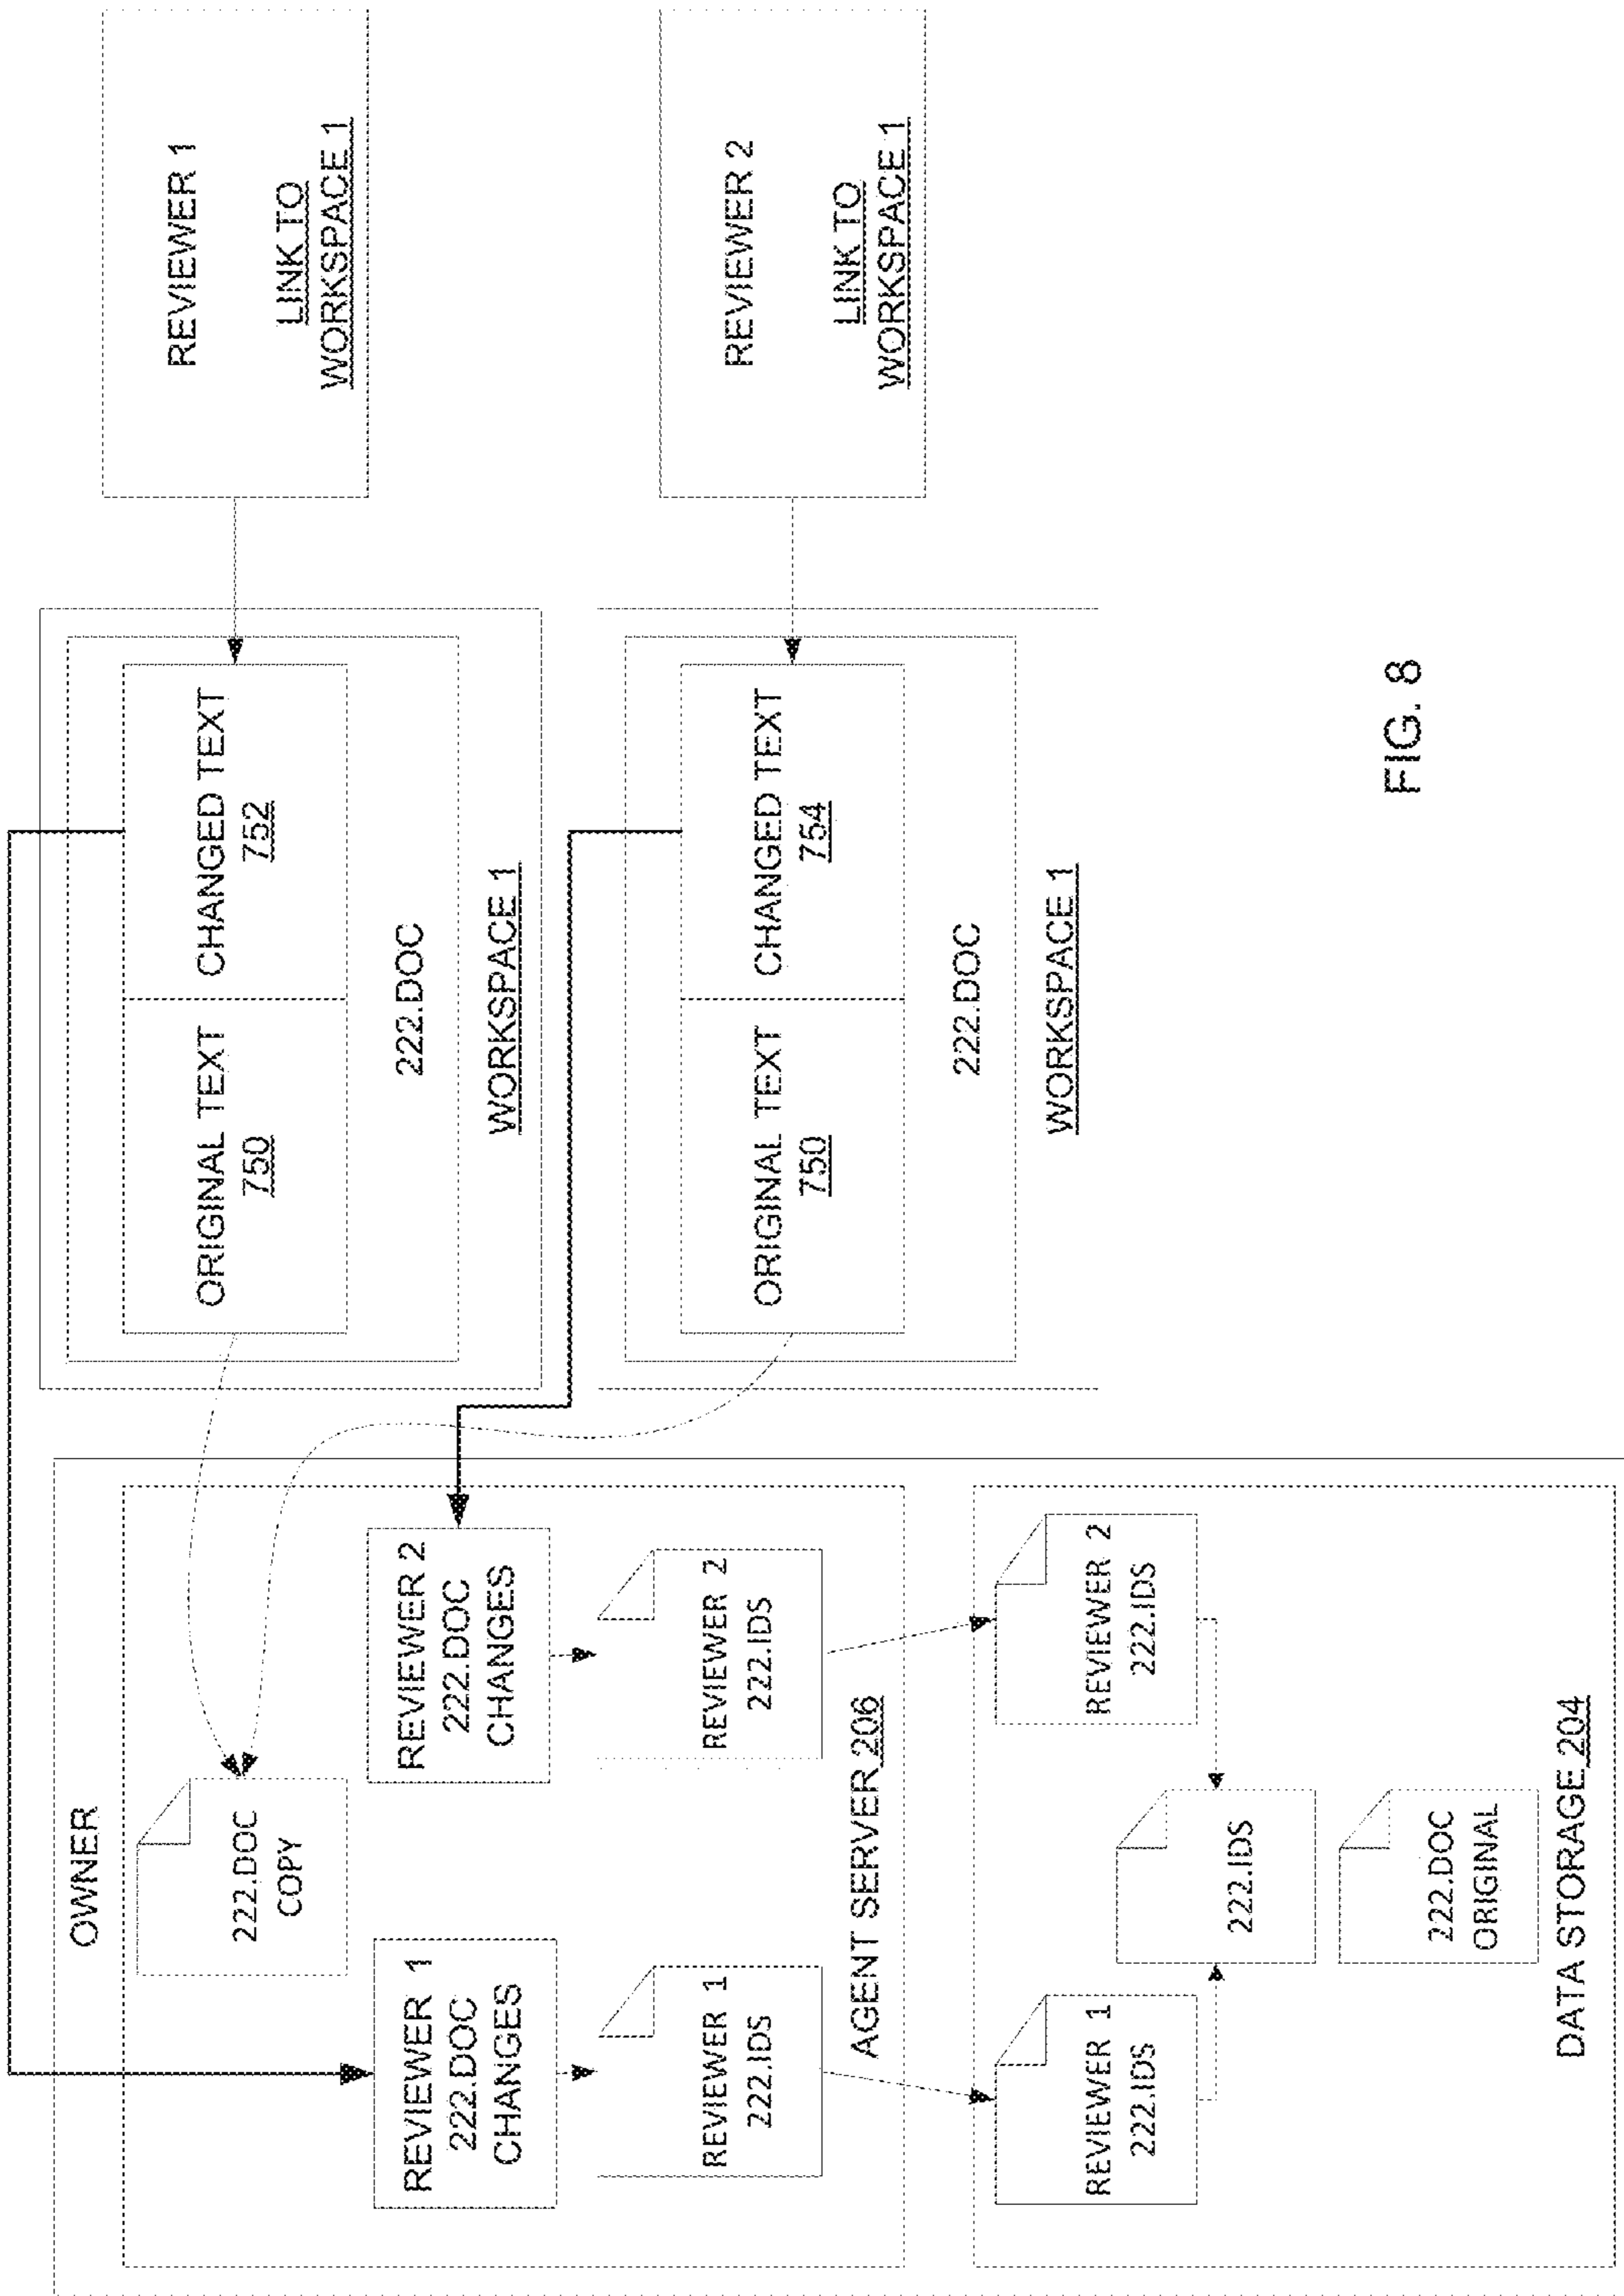 OWNER
222.DOC
COPY
REVIEWER 1
222.DOC
CHANGES
REVIEWER 2
222.DOC
CHANGES
REVIEWER 1
222.IDS
REVIEWER 2
222.IDS
AGENT SERVER 206
REVIEWER 1
222.IDS
REVIEWER 2
222.IDS
222.IDS
222.DOC
ORIGINAL
DATA STORAGE 204
ORIGINAL TEXT
750
CHANGED TEXT
752
222.DOC
WORKSPACE 1
ORIGINAL TEXT
750
CHANGED TEXT
754
222.DOC
WORKSPACE 1
REVIEWER 1
LINK TO
WORKSPACE 1
REVIEWER 2
LINK TO
WORKSPACE 1
FIG. 8